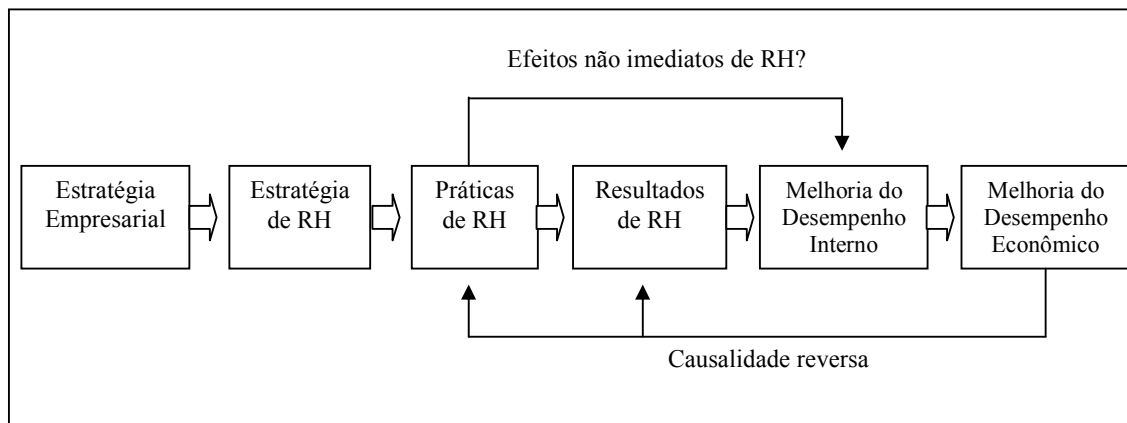 Efeitos não imediatos de RH?
Estratégia
Empresarial
Estratégia
de RH
Práticas
de RH
Resultados
de RH
Melhoria do
Desempenho
Interno
Melhoria do
Desempenho
Econômico
Causalidade reversa